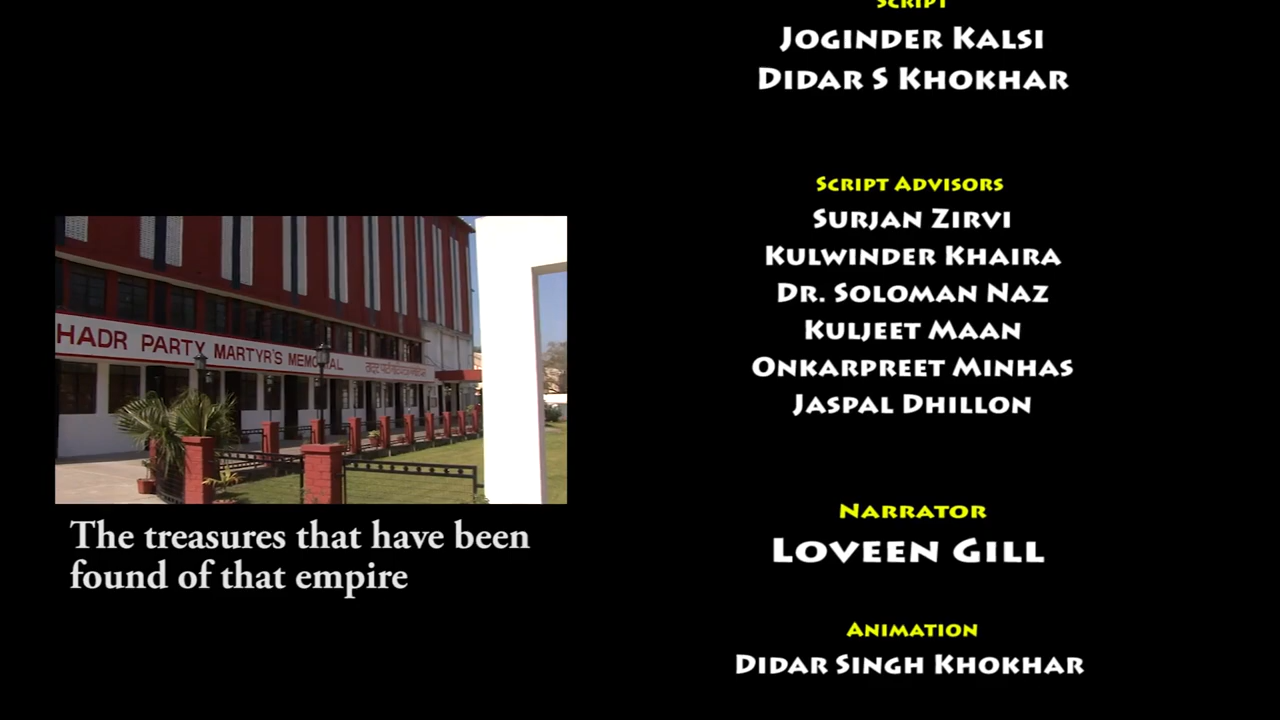 SCRIPT
JOGINDER KALSI
DIDAR S KHOKHAR
SCRIPT ADVISORS
SURJAN ZIRVI
KULWINDER KHAIRA
DR. SOLOMAN NAZ
KULJEET MAAN
ONKARPREET MINHAS
JASPAL DHILLON
NARRATOR
LOVEEN GILL
ANIMATION
DIDAR SINGH KHOKHAR
HADR PARTY MARTYR'S MEMORIAL
The treasures that have been
found of that empire